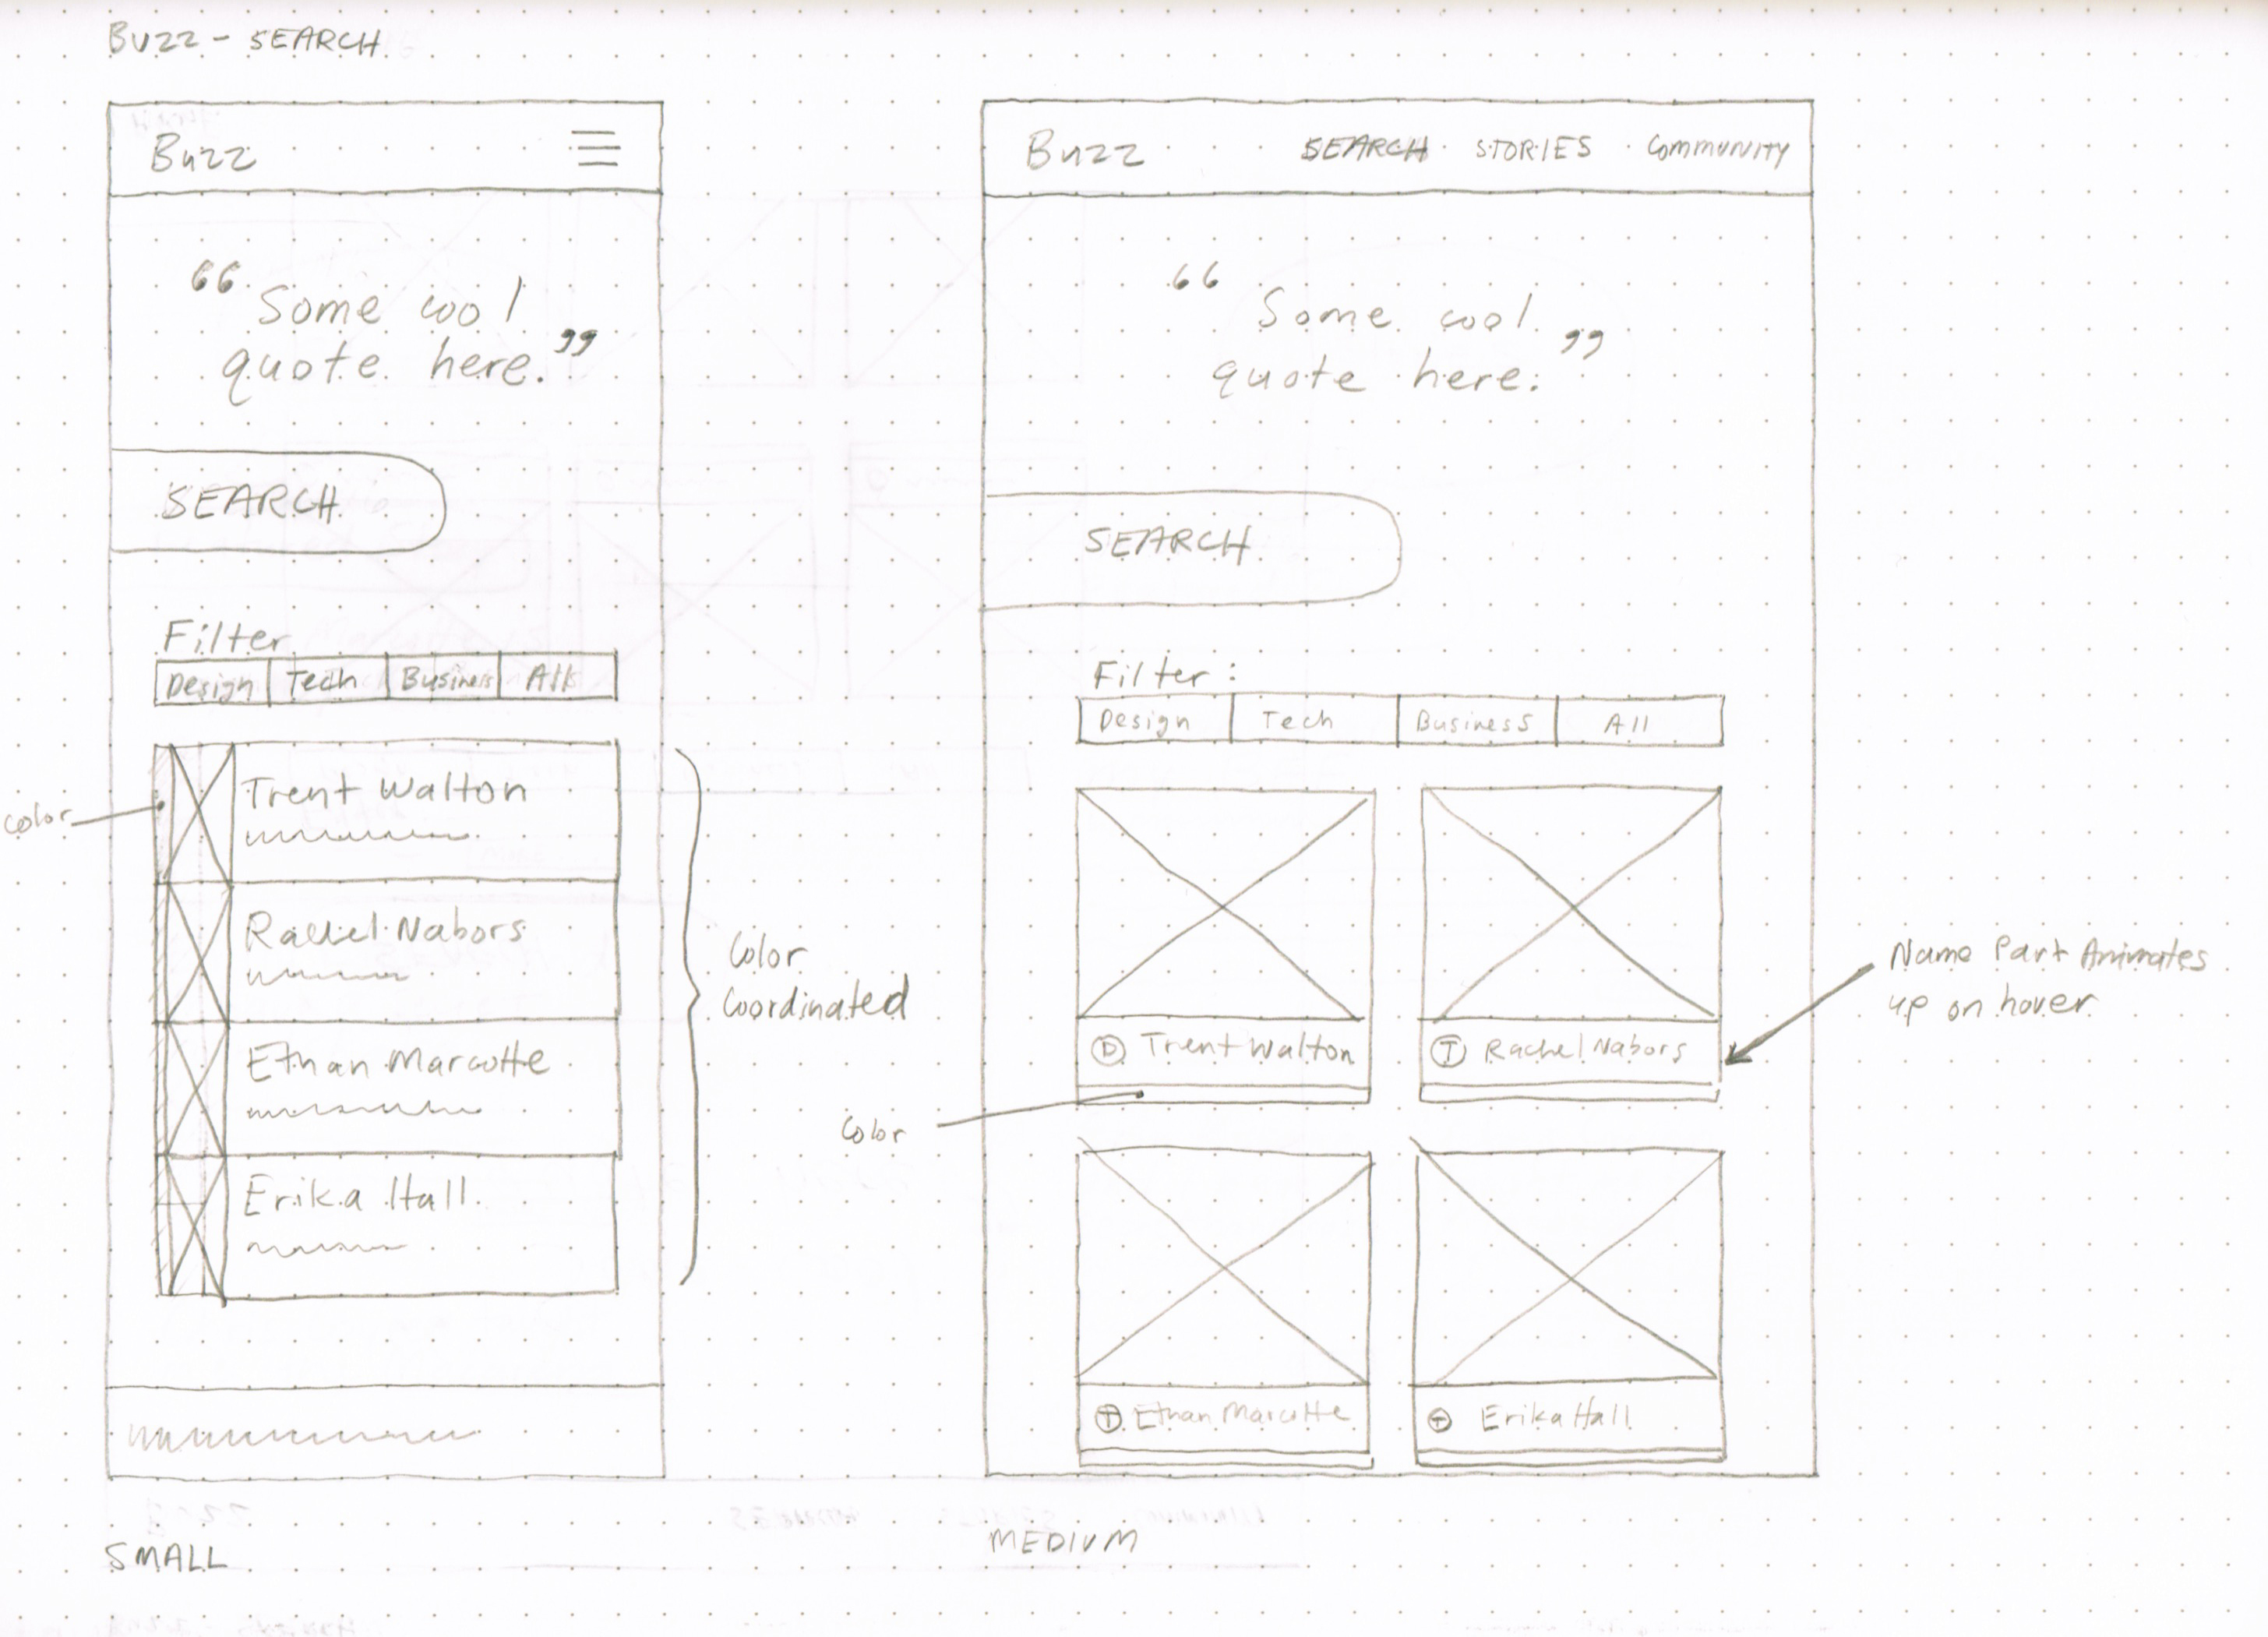 Buzz - SEARCH
Buzz
“ Some cool
quote here. ”
SEARCH
Filter
Design Tech Business All
Color
Trent Walton
Rachel Nabors
Ethan Marcotte
Erika Hall
Color
Coordinated
SMALL
Buzz SEARCH STORIES Community
“ Some cool
quote here. ”
SEARCH
Filter :
Design Tech Business All
D Trent Walton
T Rachel Nabors
Color
Name Part Animates
up on hover
T Ethan Marcotte
Erika Hall
MEDIUM